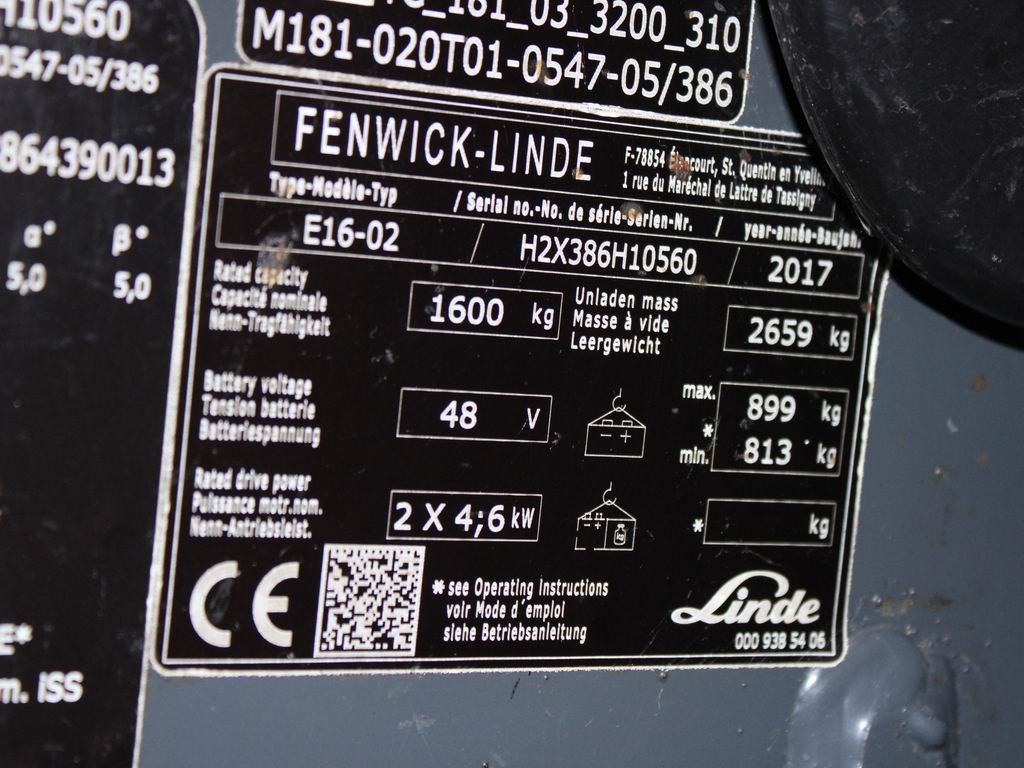 H10560
0547-05/386
864390013
α° β°
5,0 5,0
E*
m. iSS
_181_03_3200_310
M181-020T01-0547-05/386
FENWICK-LINDE
F-78854 Élancourt, St. Quentin en Yvelin
1 rue du Maréchal de Lattre de Tassigny
Type-Modèle-Typ / Serial no.-No. de série-Serien-Nr. / year-année-Baujahr
E16-02 / H2X386H10560 / 2017
Rated capacity
Capacité nominale
Nenn-Tragfähigkeit
1600 kg
Unladen mass
Masse à vide
Leergewicht
2659 kg
Battery voltage
Tension batterie
Batteriespannung
48 V
- +
max. 899 kg
*
min. 813 kg
Rated drive power
Puissance motr.nom.
Nenn-Antriebsleist.
2 X 4,6 kW
kg
* kg
CE
* see Operating instructions
voir Mode d'emploi
siehe Betriebsanleitung
Linde
000 938 54 06